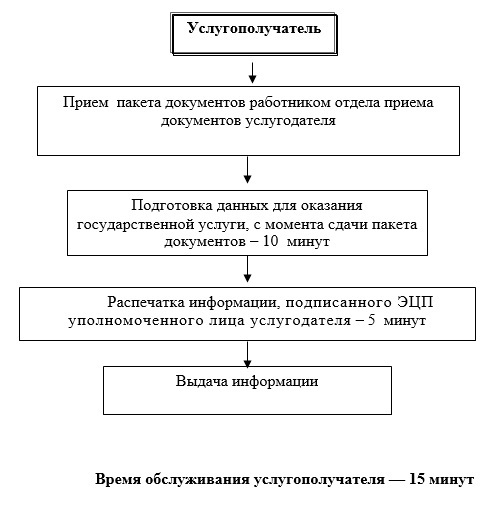 Услугополучатель
Прием пакета документов работником отдела приема
документов услугодателя
Подготовка данных для оказания
государственной услуги, с момента сдачи пакета
документов – 10 минут
Распечатка информации, подписанного ЭЦП
уполномоченного лица услугодателя – 5 минут
Выдача информации
Время обслуживания услугополучателя — 15 минут